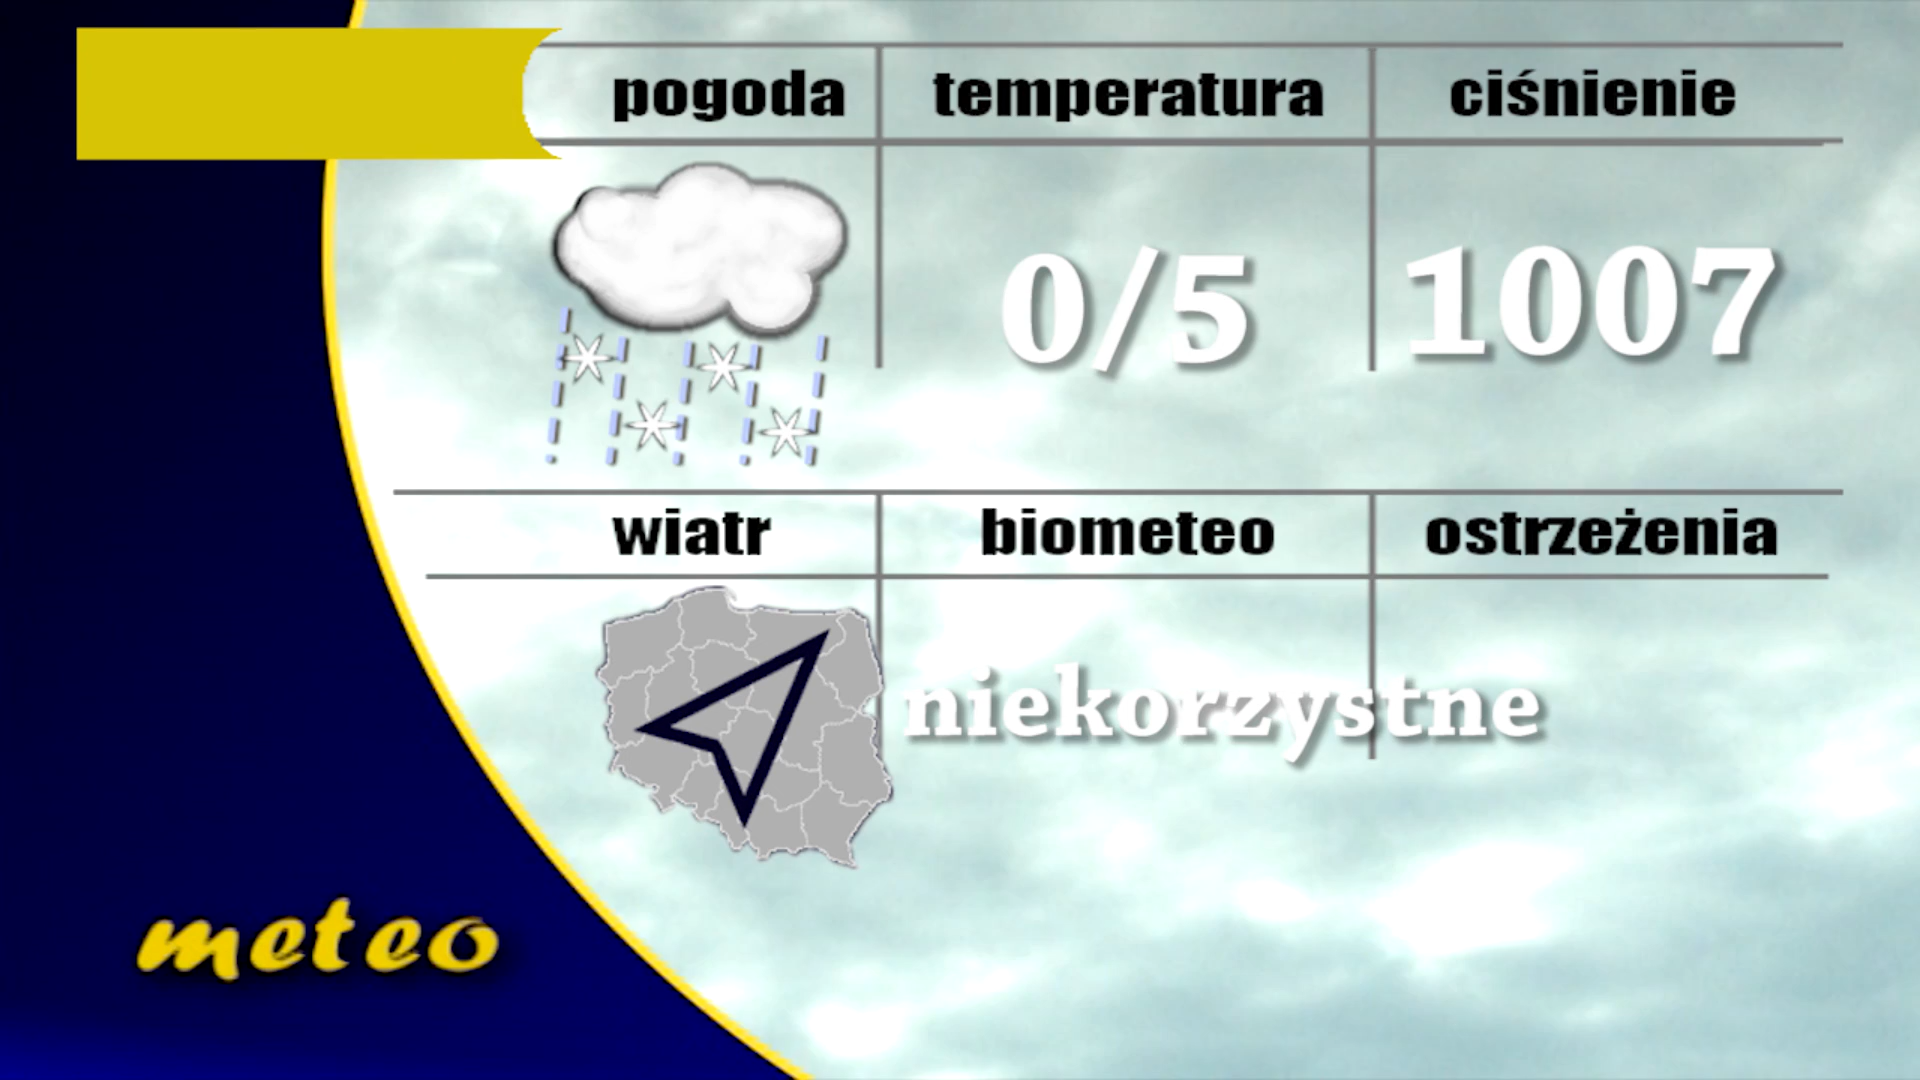 pogoda temperatura ciśnienie
0/5 1007
wiatr biometeo ostrzeżenia
niekorzystne
meteo